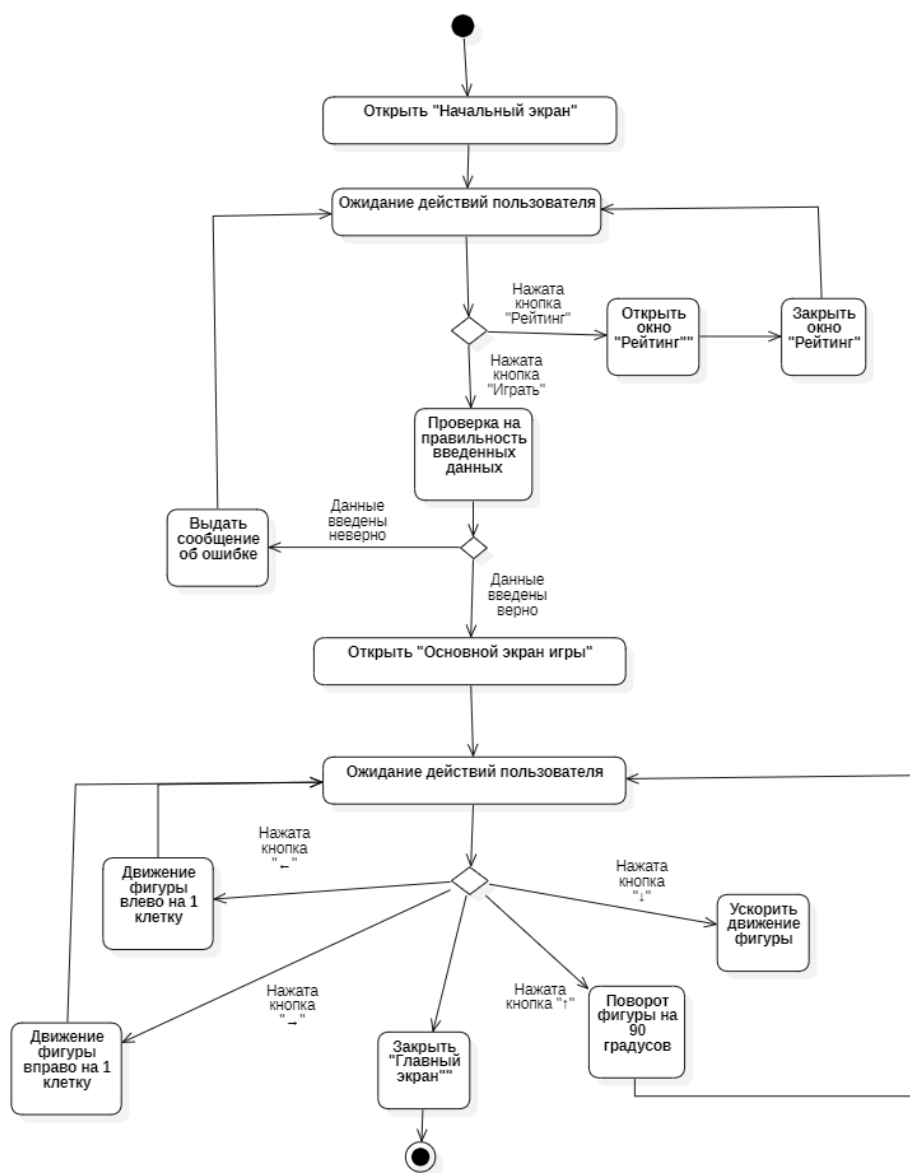 Открыть "Начальный экран"
Ожидание действий пользователя
Нажата
кнопка
"Рейтинг"
Открыть
окно
"Рейтинг""
Закрыть
окно
"Рейтинг"
Нажата
кнопка
"Играть"
Проверка на
правильность
введенных
данных
Данные
введены
неверно
Выдать
сообщение
об ошибке
Данные
введены
верно
Открыть "Основной экран игры"
Ожидание действий пользователя
Нажата
кнопка
"←"
Движение
фигуры
влево на 1
клетку
Нажата
кнопка
"↓"
Ускорить
движение
фигуры
Нажата
кнопка
"→"
Нажата
кнопка "↑"
Поворот
фигуры на
90
градусов
Движение
фигуры
вправо на 1
клетку
Закрыть
"Главный
экран""